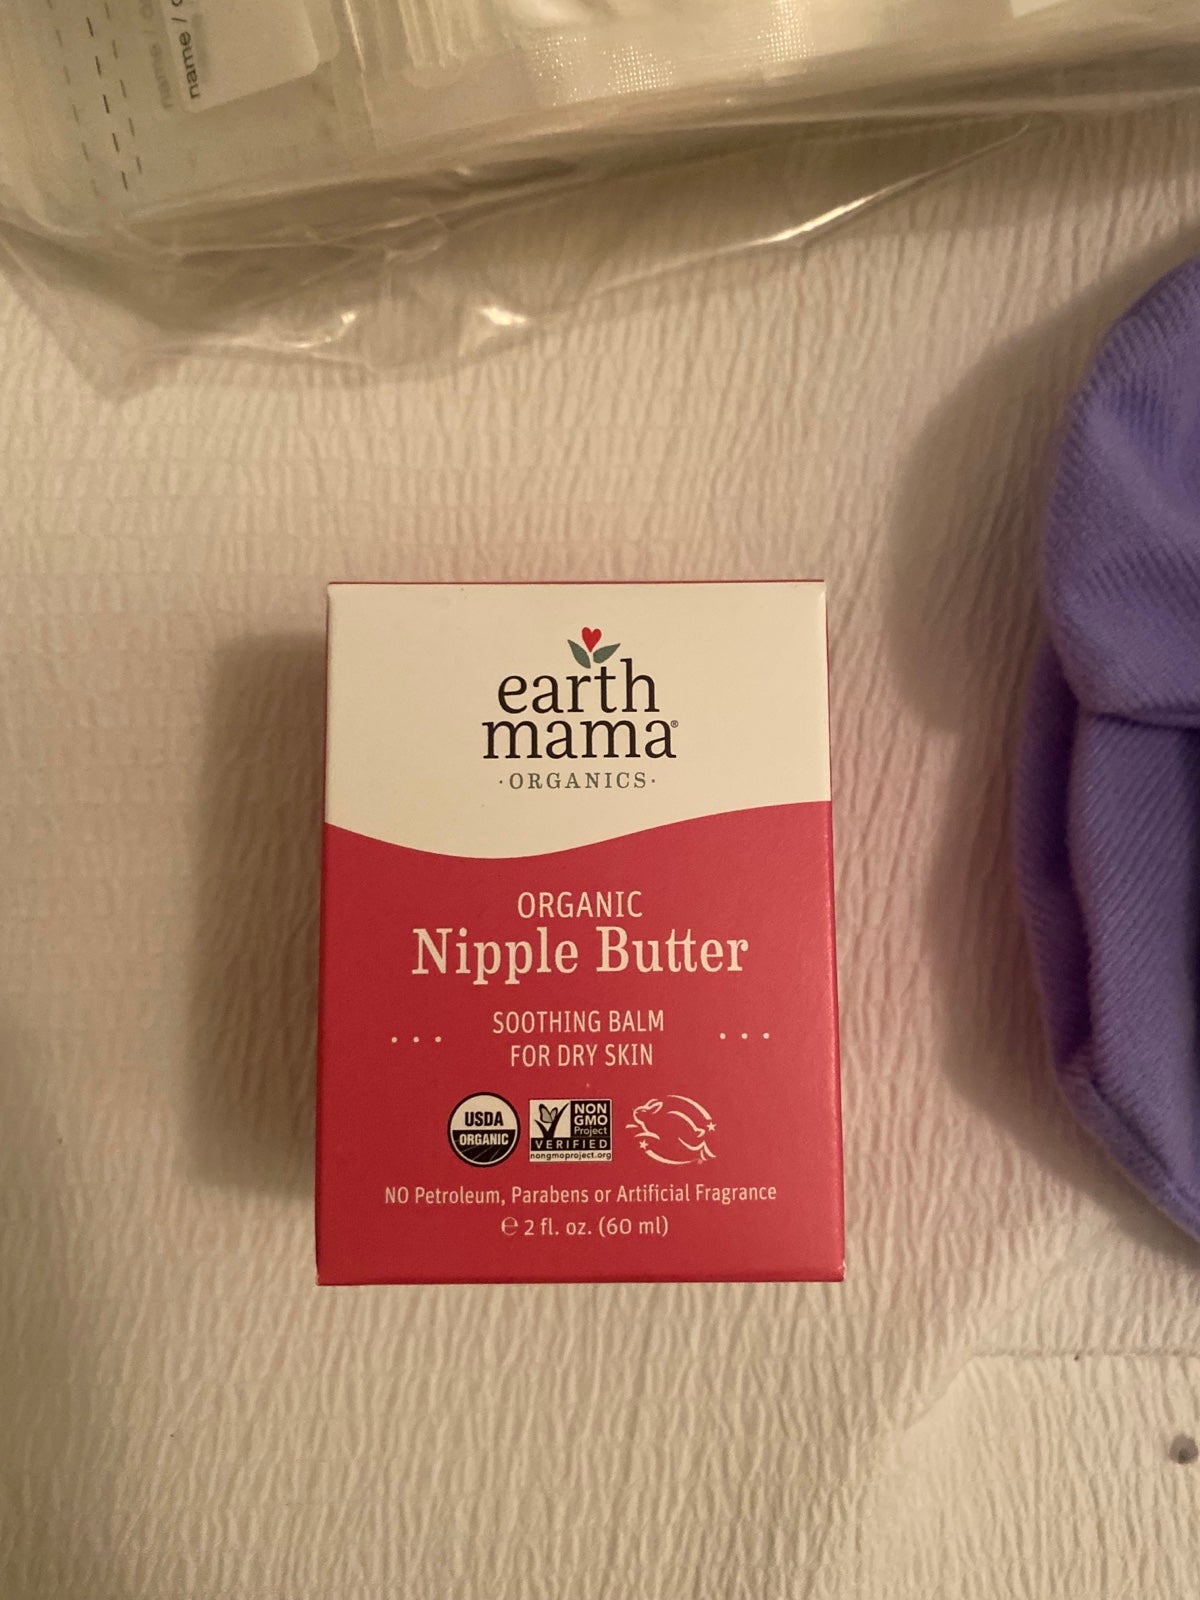 name /
name /
earth
mama®
·ORGANICS·
ORGANIC
Nipple Butter
SOOTHING BALM
FOR DRY SKIN
USDA
ORGANIC
NON
GMO
Project
VERIFIED
nongmoproject.org
NO Petroleum, Parabens or Artificial Fragrance
℮ 2 fl. oz. (60 ml)